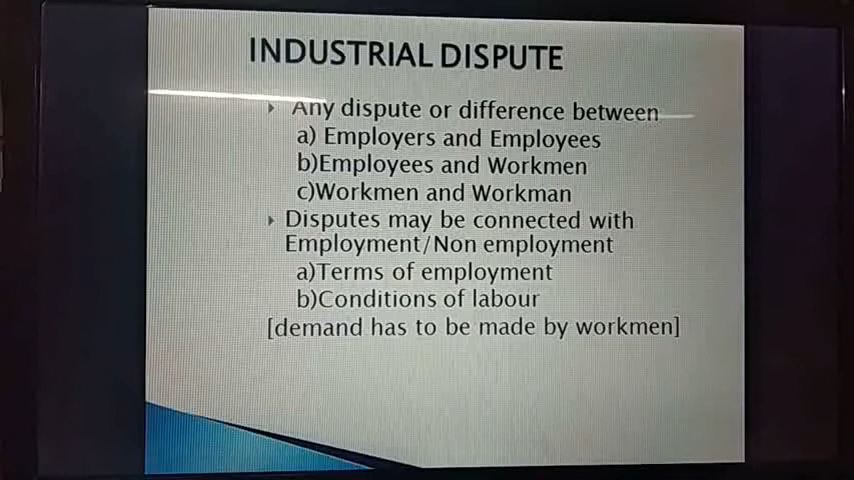 INDUSTRIAL DISPUTE
Any dispute or difference between
a) Employers and Employees
b)Employees and Workmen
c)Workmen and Workman
Disputes may be connected with
Employment/Non employment
a)Terms of employment
b)Conditions of labour
[demand has to be made by workmen]